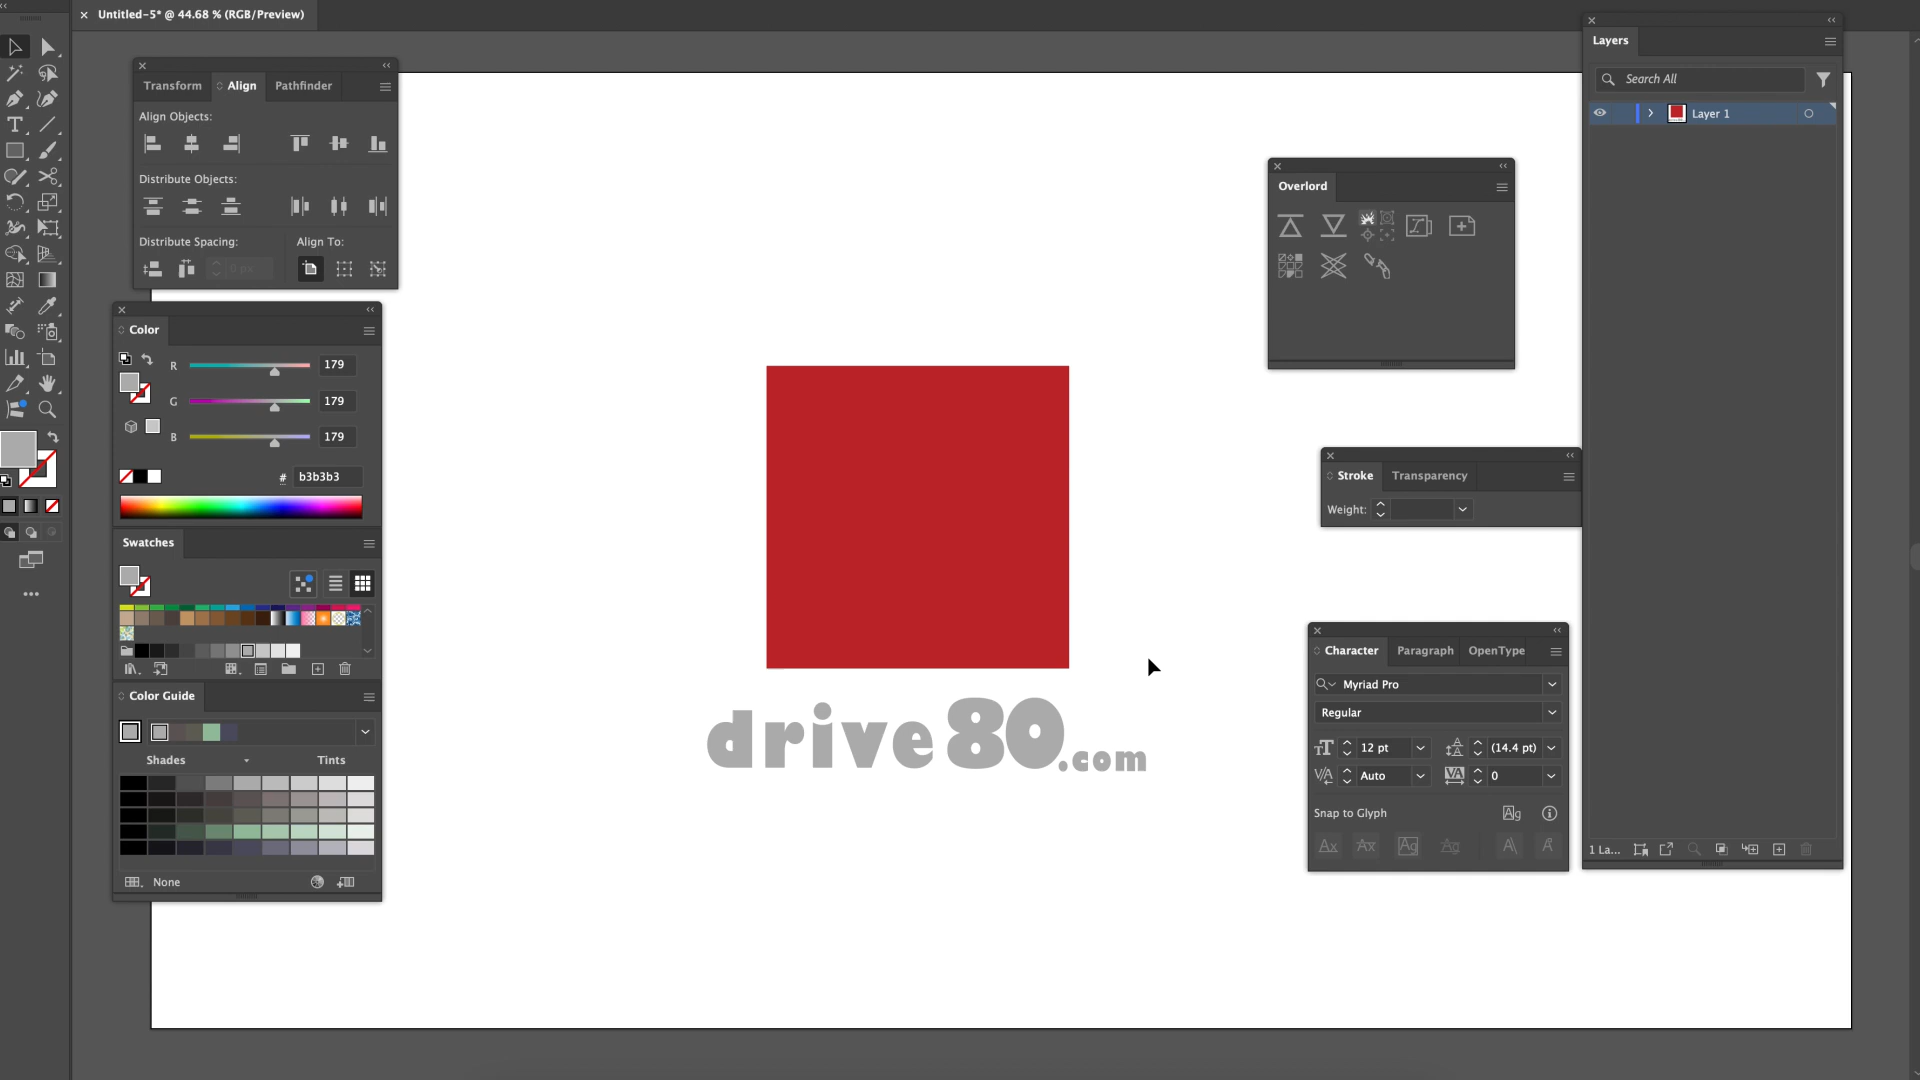 Untitled-5* @ 44.68 % (RGB/Preview)
Transform
Align
Pathfinder
Align Objects:
Distribute Objects:
Distribute Spacing:
Align To:
0 px
Color
R
179
G
179
B
179
#
b3b3b3
Swatches
Color Guide
Shades
Tints
None
drive80.com
Overlord
Stroke
Transparency
Weight:
Character
Paragraph
OpenType
Myriad Pro
Regular
12 pt
(14.4 pt)
Auto
0
Snap to Glyph
Layers
Search All
Layer 1
1 La...